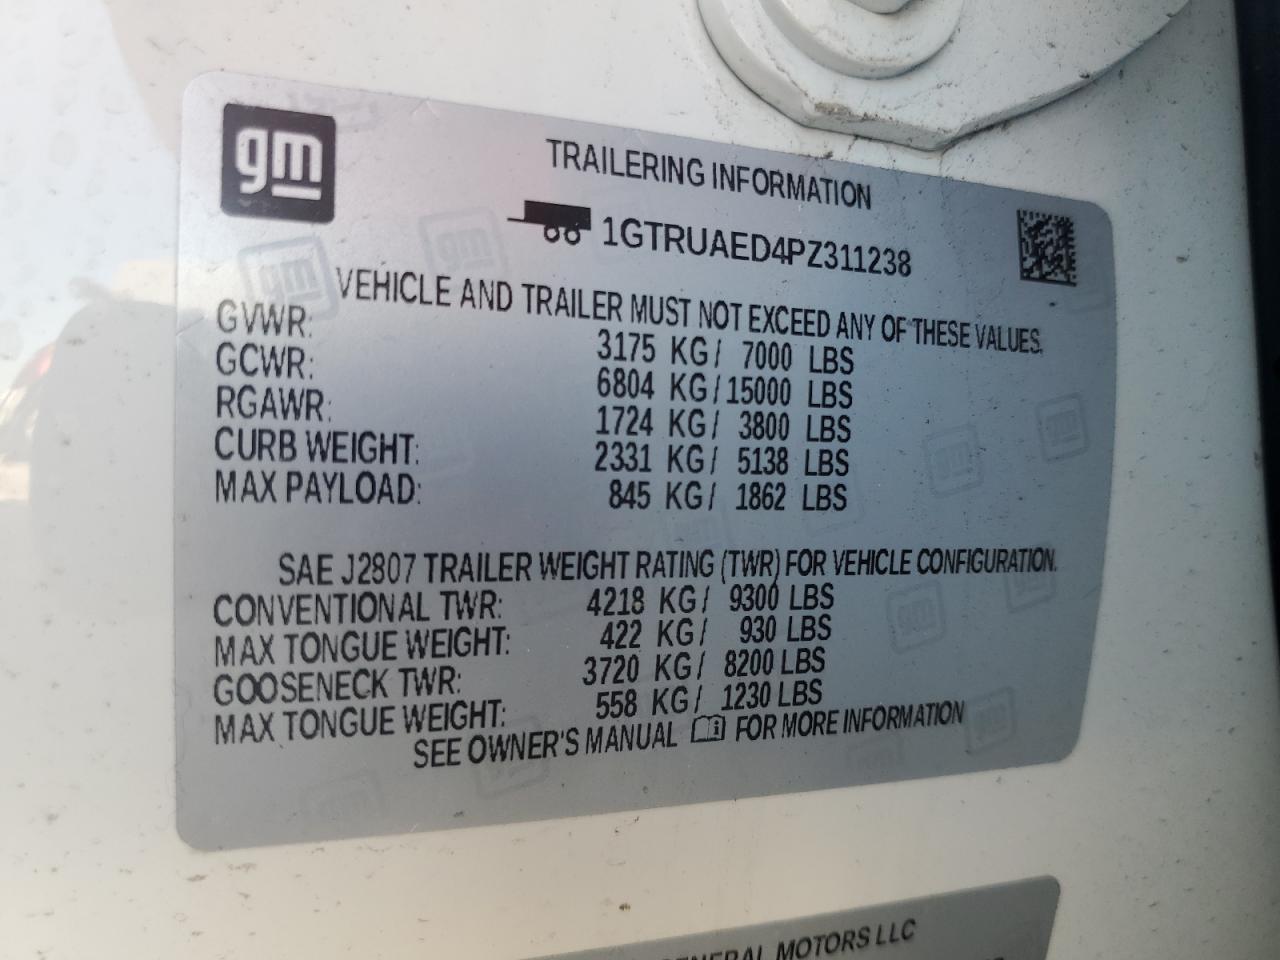 gm
TRAILERING INFORMATION
1GTRUAED4PZ311238
VEHICLE AND TRAILER MUST NOT EXCEED ANY OF THESE VALUES.
GVWR: 3175 KG/ 7000 LBS
GCWR: 6804 KG/15000 LBS
RGAWR: 1724 KG/ 3800 LBS
CURB WEIGHT: 2331 KG/ 5138 LBS
MAX PAYLOAD: 845 KG/ 1862 LBS
SAE J2807 TRAILER WEIGHT RATING (TWR) FOR VEHICLE CONFIGURATION.
CONVENTIONAL TWR: 4218 KG/ 9300 LBS
MAX TONGUE WEIGHT: 422 KG/ 930 LBS
GOOSENECK TWR: 3720 KG/ 8200 LBS
MAX TONGUE WEIGHT: 558 KG/ 1230 LBS
SEE OWNER'S MANUAL FOR MORE INFORMATION
MOTORS LLC